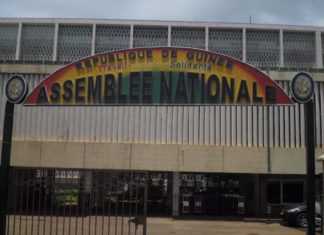 REPUBLIQUE DE GUINEE
Travail Solidarité
ASSEMBLEE NATIONALE